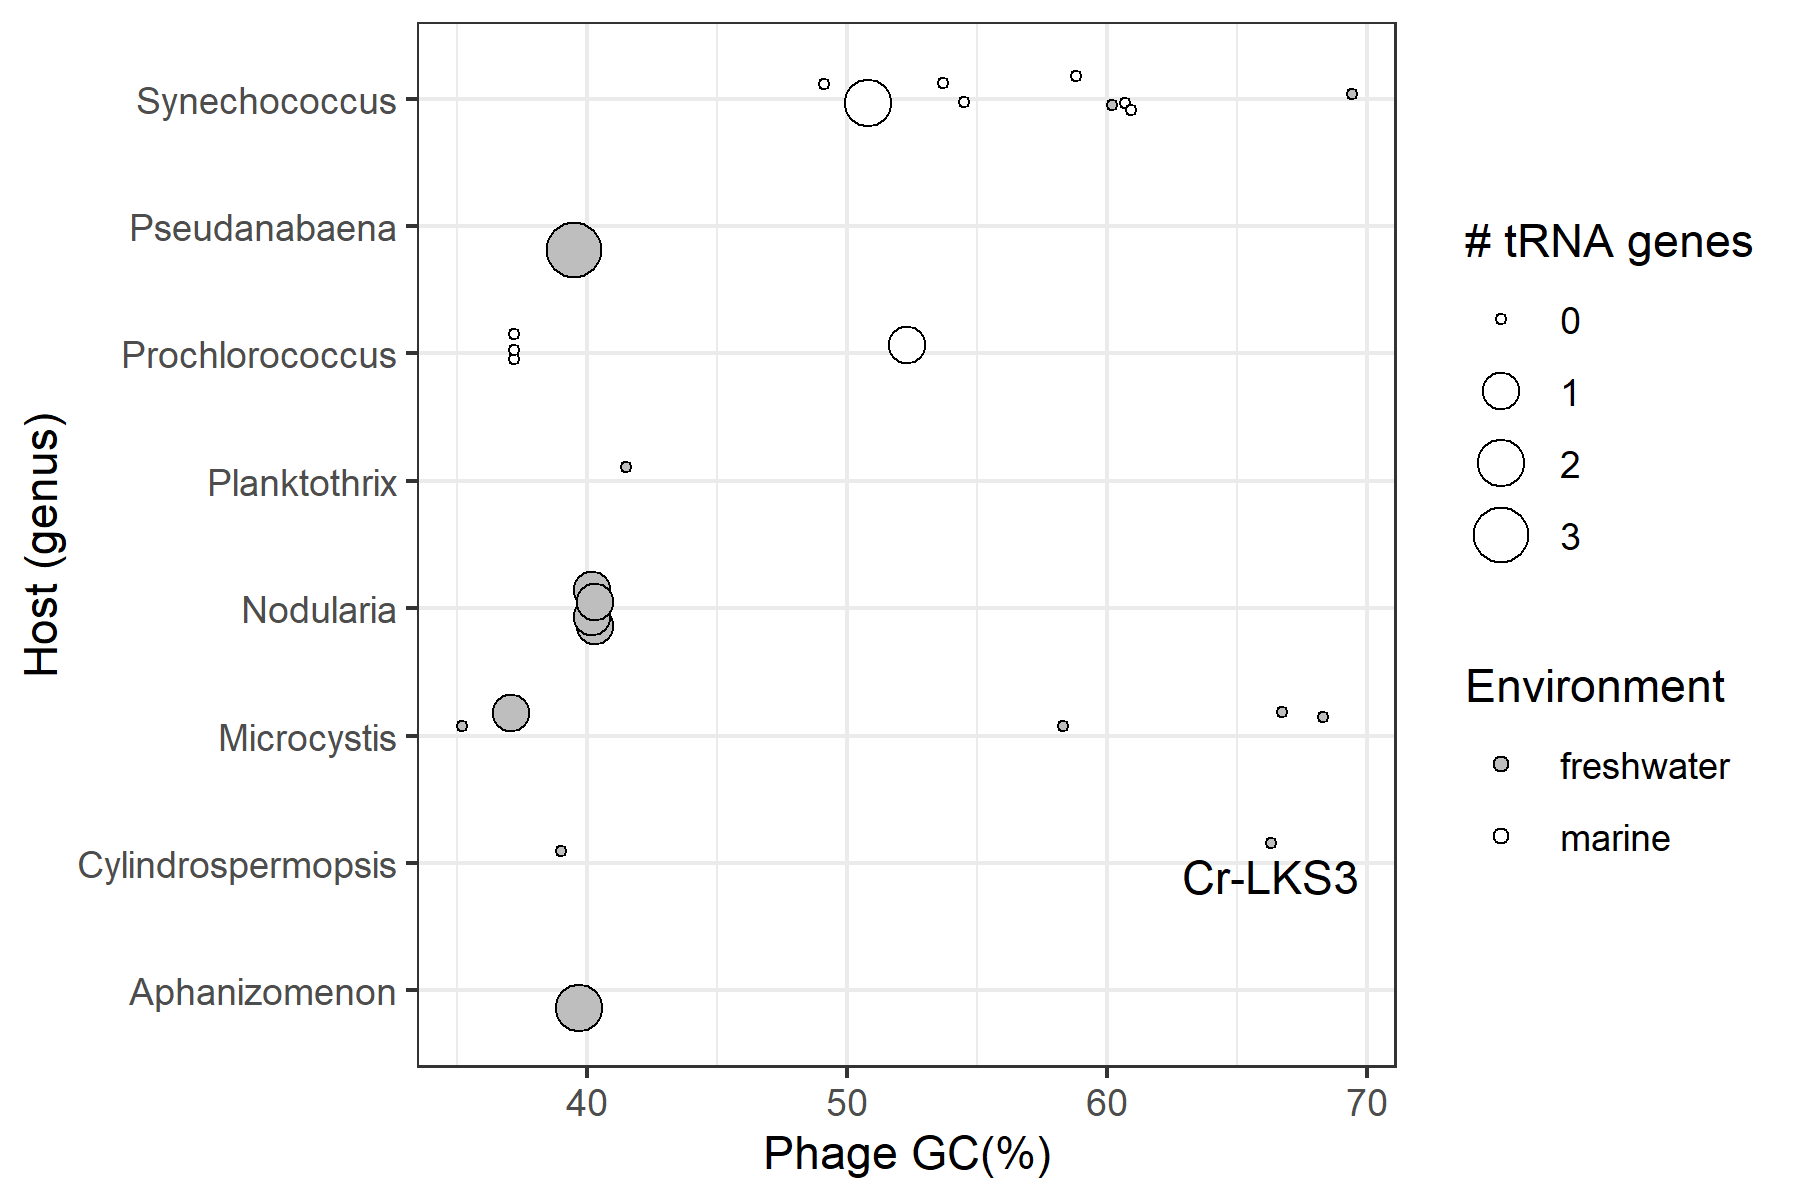 Host (genus)
Synechococcus
Pseudanabaena
Prochlorococcus
Planktothrix
Nodularia
Microcystis
Cylindrospermopsis
Aphanizomenon
Cr-LKS3
40 50 60 70
Phage GC(%)
# tRNA genes
0
1
2
3
Environment
freshwater
marine